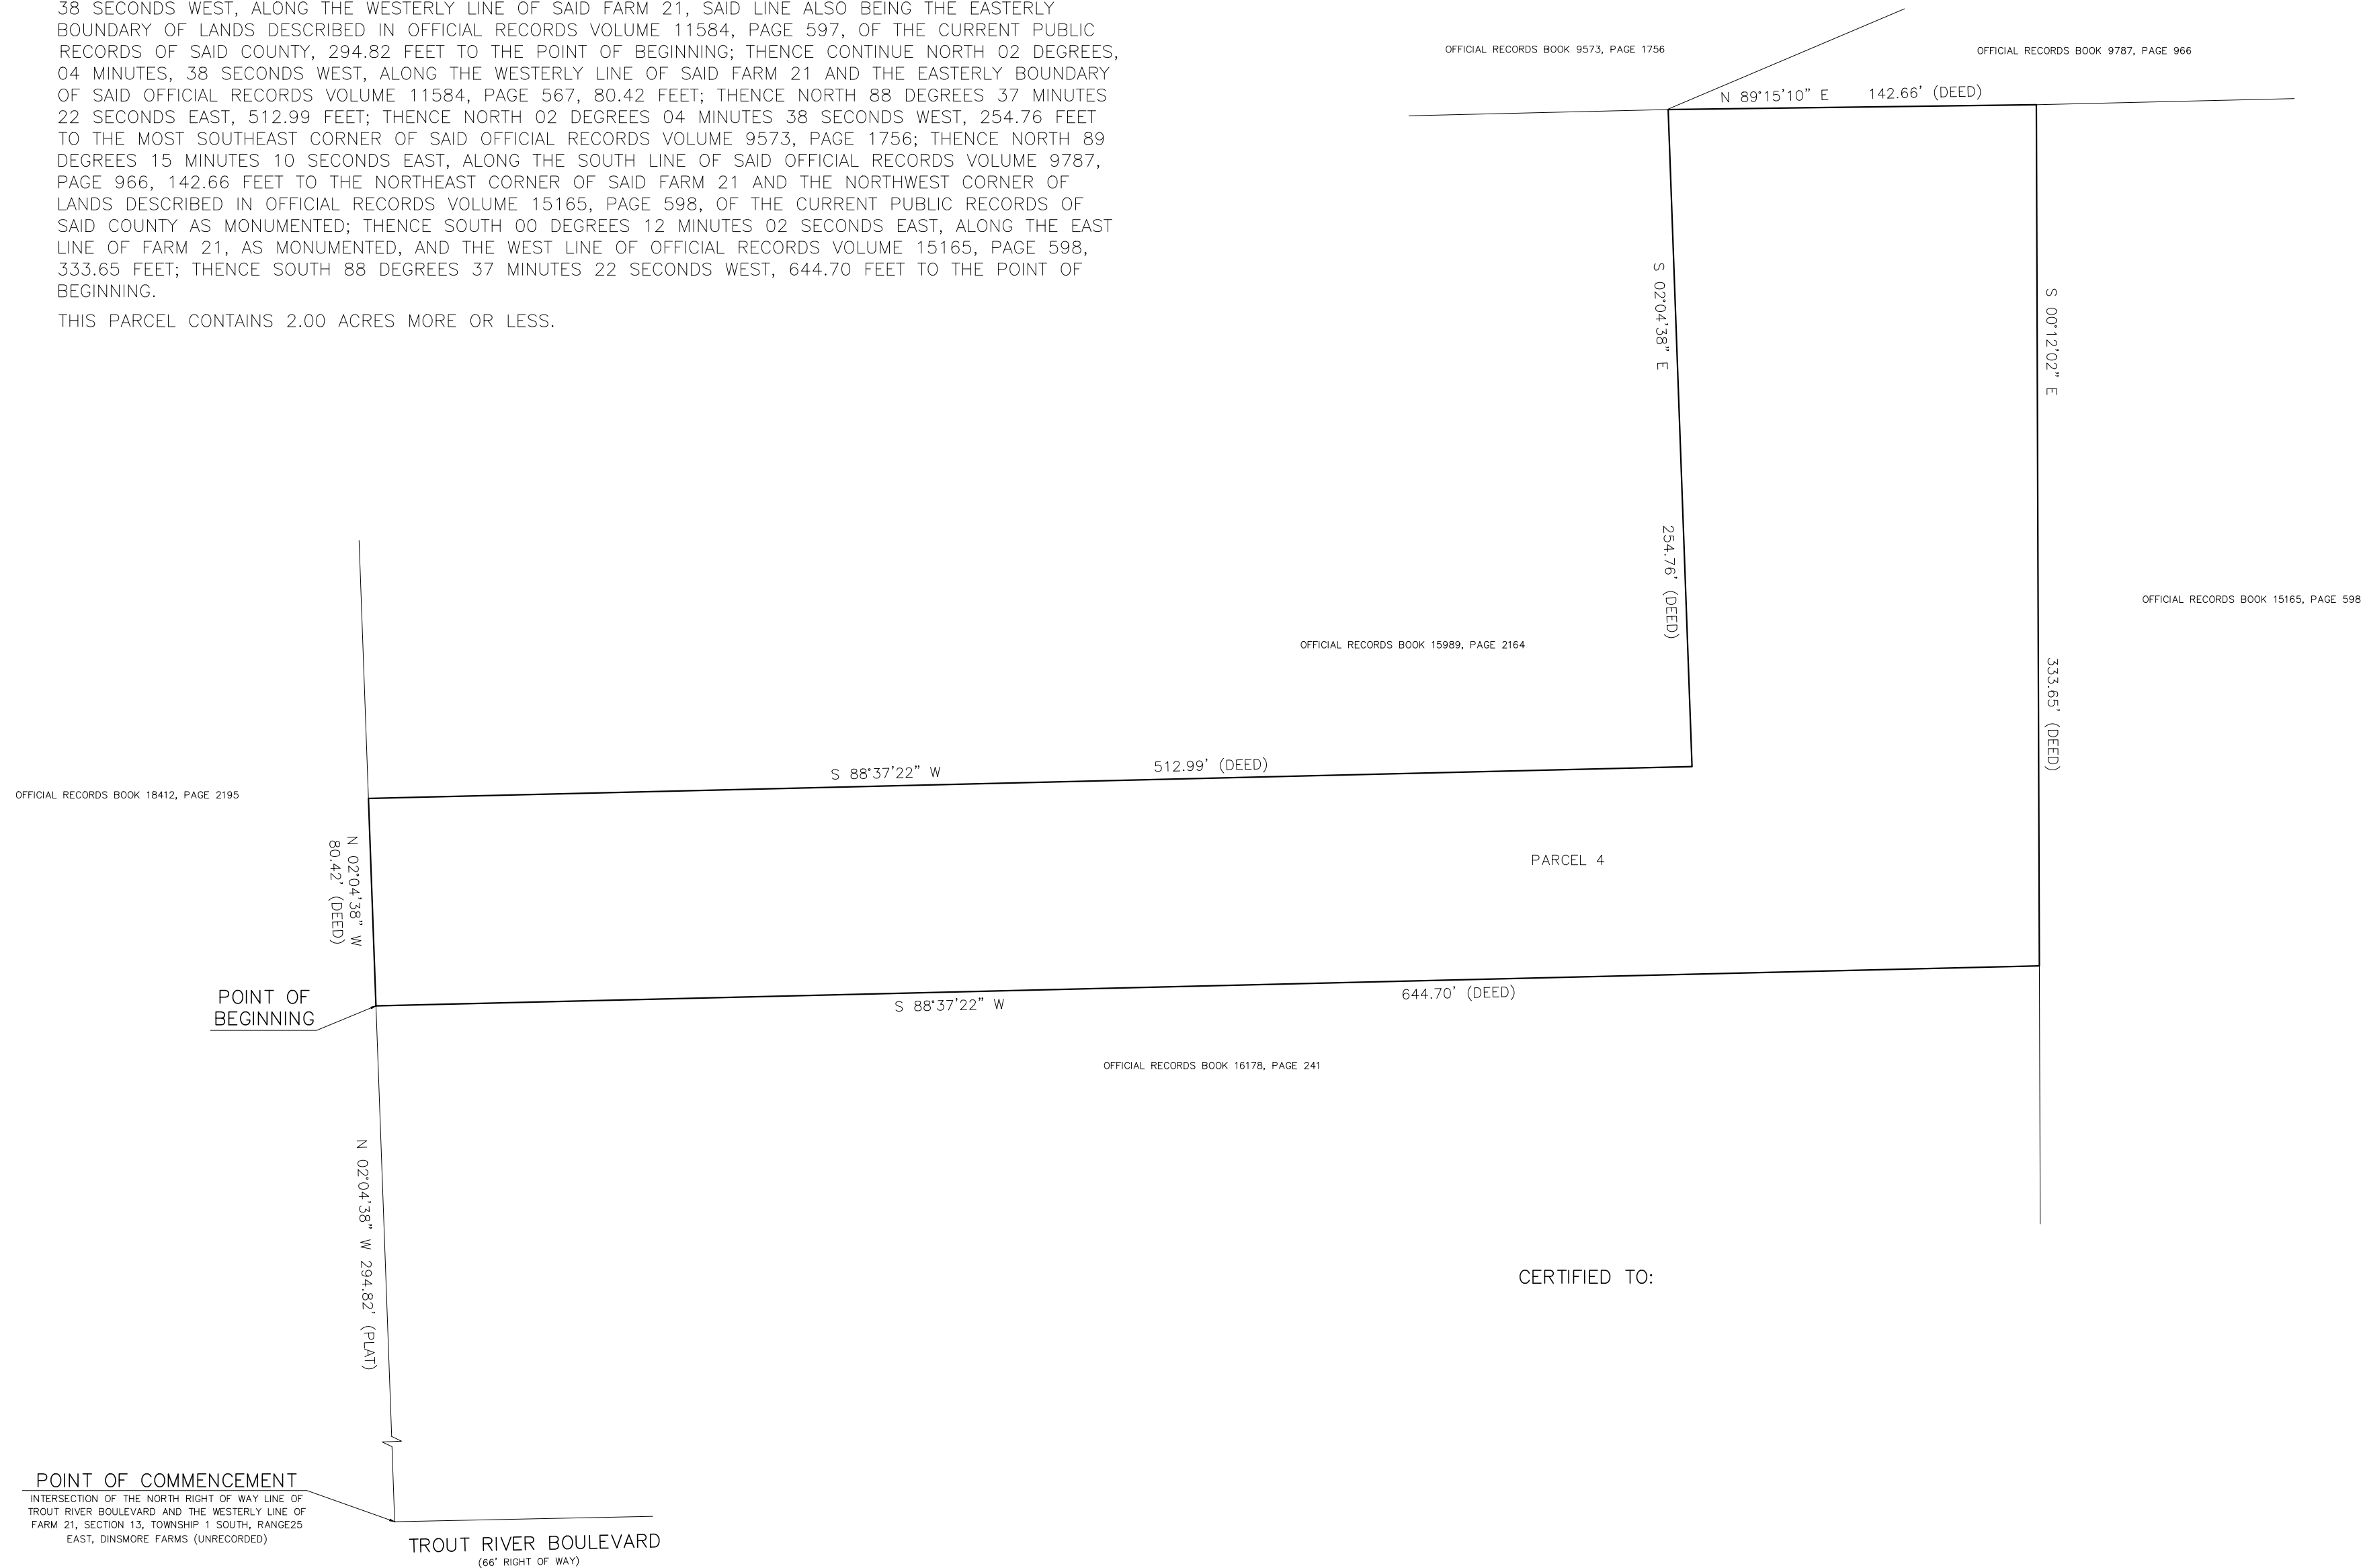 38 SECONDS WEST, ALONG THE WESTERLY LINE OF SAID FARM 21, SAID LINE ALSO BEING THE EASTERLY
BOUNDARY OF LANDS DESCRIBED IN OFFICIAL RECORDS VOLUME 11584, PAGE 597, OF THE CURRENT PUBLIC
RECORDS OF SAID COUNTY, 294.82 FEET TO THE POINT OF BEGINNING; THENCE CONTINUE NORTH 02 DEGREES,
04 MINUTES, 38 SECONDS WEST, ALONG THE WESTERLY LINE OF SAID FARM 21 AND THE EASTERLY BOUNDARY
OF SAID OFFICIAL RECORDS VOLUME 11584, PAGE 567, 80.42 FEET; THENCE NORTH 88 DEGREES 37 MINUTES
22 SECONDS EAST, 512.99 FEET; THENCE NORTH 02 DEGREES 04 MINUTES 38 SECONDS WEST, 254.76 FEET
TO THE MOST SOUTHEAST CORNER OF SAID OFFICIAL RECORDS VOLUME 9573, PAGE 1756; THENCE NORTH 89
DEGREES 15 MINUTES 10 SECONDS EAST, ALONG THE SOUTH LINE OF SAID OFFICIAL RECORDS VOLUME 9787,
PAGE 966, 142.66 FEET TO THE NORTHEAST CORNER OF SAID FARM 21 AND THE NORTHWEST CORNER OF
LANDS DESCRIBED IN OFFICIAL RECORDS VOLUME 15165, PAGE 598, OF THE CURRENT PUBLIC RECORDS OF
SAID COUNTY AS MONUMENTED; THENCE SOUTH 00 DEGREES 12 MINUTES 02 SECONDS EAST, ALONG THE EAST
LINE OF FARM 21, AS MONUMENTED, AND THE WEST LINE OF OFFICIAL RECORDS VOLUME 15165, PAGE 598,
333.65 FEET; THENCE SOUTH 88 DEGREES 37 MINUTES 22 SECONDS WEST, 644.70 FEET TO THE POINT OF
BEGINNING.
THIS PARCEL CONTAINS 2.00 ACRES MORE OR LESS.
OFFICIAL RECORDS BOOK 9573, PAGE 1756
OFFICIAL RECORDS BOOK 9787, PAGE 966
N 89°15'10" E 142.66' (DEED)
S 02°04'38" E
254.76' (DEED)
S 00°12'02" E
333.65' (DEED)
OFFICIAL RECORDS BOOK 15165, PAGE 598
OFFICIAL RECORDS BOOK 15989, PAGE 2164
S 88°37'22" W 512.99' (DEED)
OFFICIAL RECORDS BOOK 18412, PAGE 2195
N 02°04'38" W
80.42' (DEED)
PARCEL 4
POINT OF
BEGINNING
S 88°37'22" W 644.70' (DEED)
OFFICIAL RECORDS BOOK 16178, PAGE 241
N 02°04'38" W 294.82' (PLAT)
CERTIFIED TO:
POINT OF COMMENCEMENT
INTERSECTION OF THE NORTH RIGHT OF WAY LINE OF
TROUT RIVER BOULEVARD AND THE WESTERLY LINE OF
FARM 21, SECTION 13, TOWNSHIP 1 SOUTH, RANGE25
EAST, DINSMORE FARMS (UNRECORDED)
TROUT RIVER BOULEVARD
(66' RIGHT OF WAY)